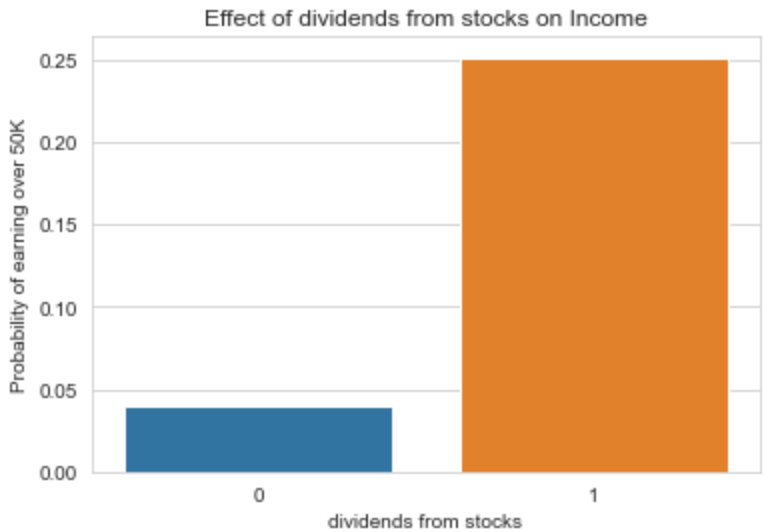 Effect of dividends from stocks on Income
Probability of earning over 50K
0.25
0.20
0.15
0.10
0.05
0.00
0 1
dividends from stocks